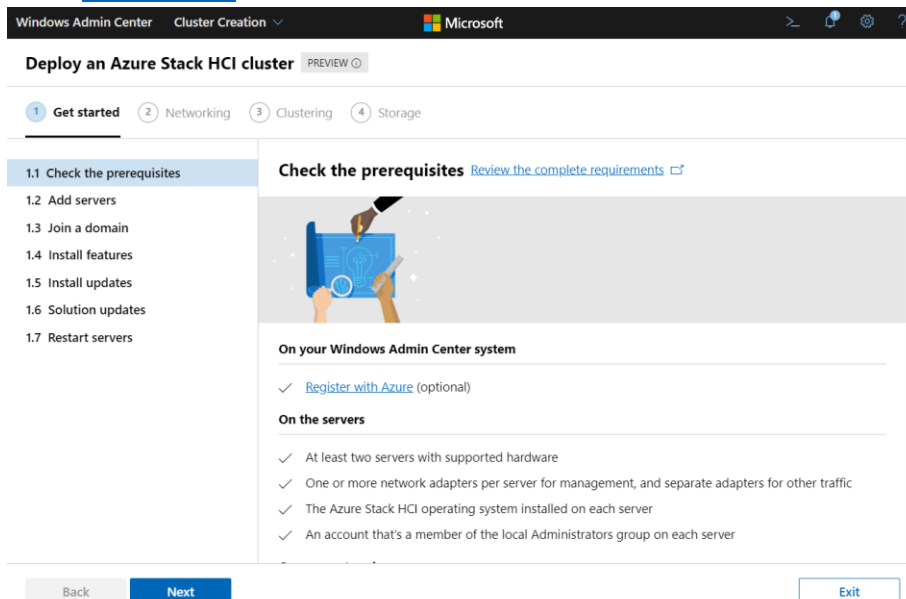 Windows Admin Center Cluster Creation Microsoft
Deploy an Azure Stack HCI cluster PREVIEW
1 Get started 2 Networking 3 Clustering 4 Storage
1.1 Check the prerequisites
1.2 Add servers
1.3 Join a domain
1.4 Install features
1.5 Install updates
1.6 Solution updates
1.7 Restart servers
Check the prerequisites Review the complete requirements
On your Windows Admin Center system
Register with Azure (optional)
On the servers
At least two servers with supported hardware
One or more network adapters per server for management, and separate adapters for other traffic
The Azure Stack HCI operating system installed on each server
An account that's a member of the local Administrators group on each server
Back Next Exit